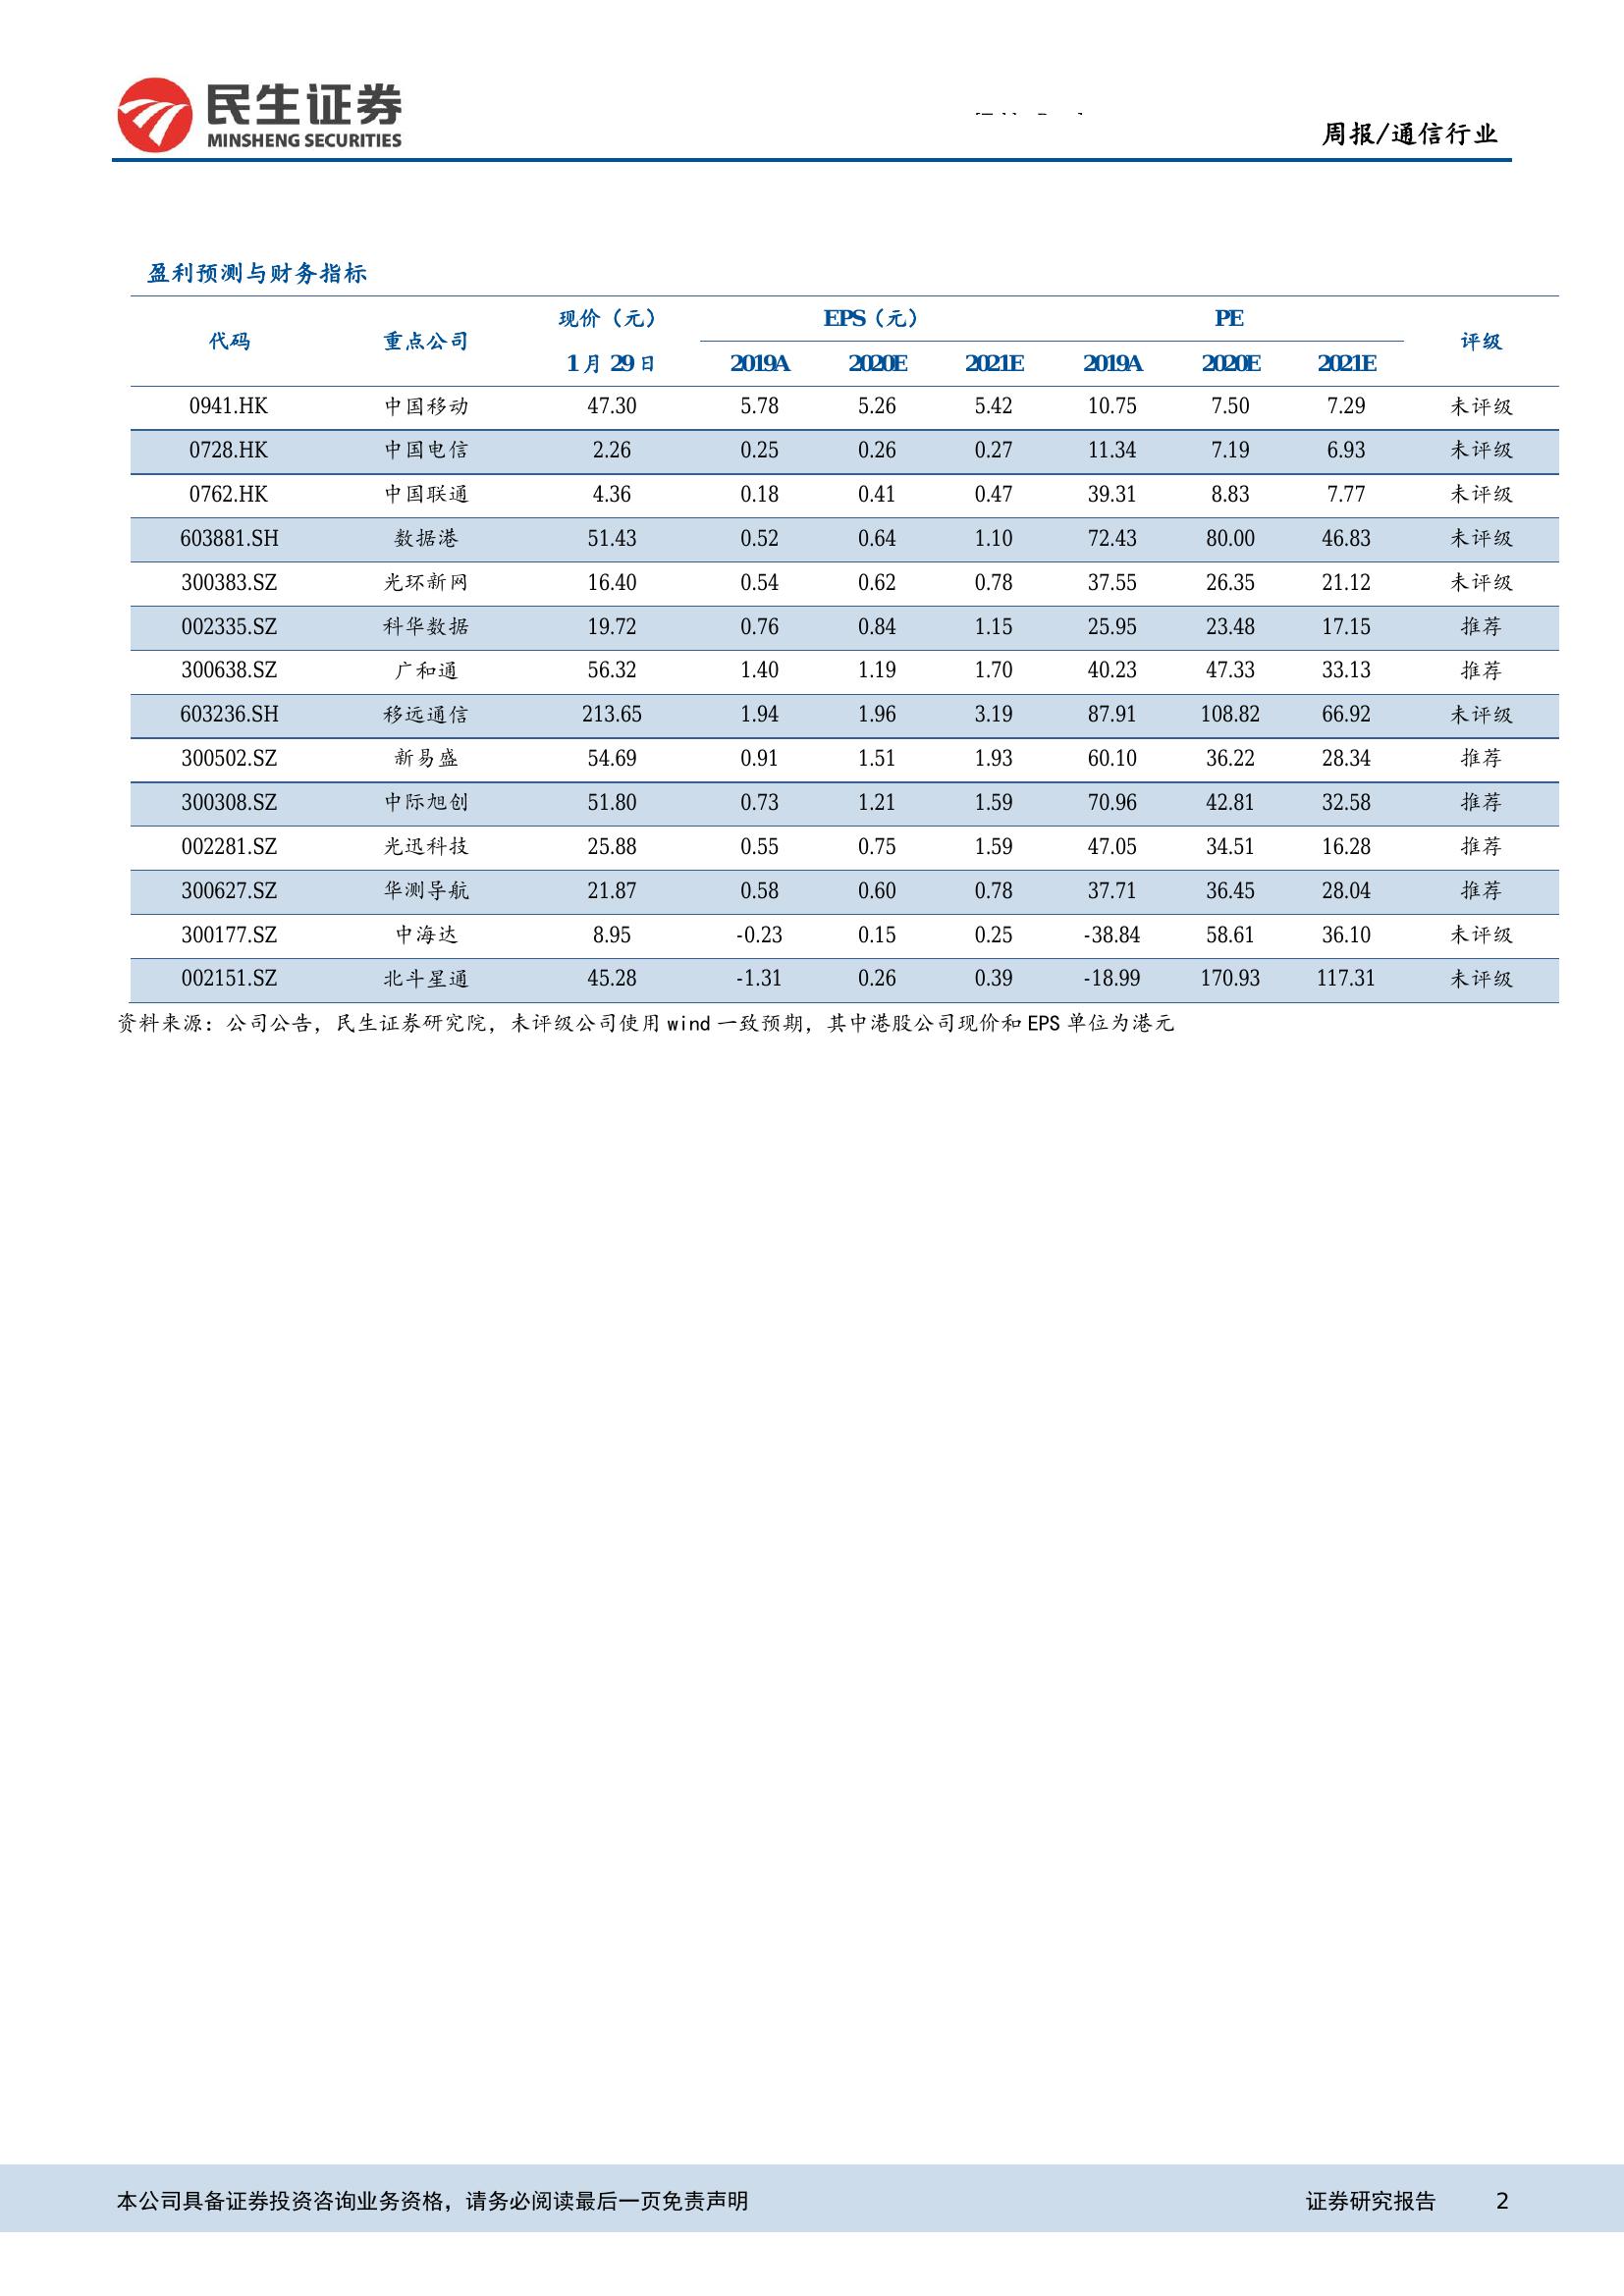 民生证券
MINSHENG SECURITIES
周报/通信行业
盈利预测与财务指标
代码 重点公司 现价（元） EPS（元） PE 评级
1月29日 2019A 2020E 2021E 2019A 2020E 2021E
0941.HK 中国移动 47.30 5.78 5.26 5.42 10.75 7.50 7.29 未评级
0728.HK 中国电信 2.26 0.25 0.26 0.27 11.34 7.19 6.93 未评级
0762.HK 中国联通 4.36 0.18 0.41 0.47 39.31 8.83 7.77 未评级
603881.SH 数据港 51.43 0.52 0.64 1.10 72.43 80.00 46.83 未评级
300383.SZ 光环新网 16.40 0.54 0.62 0.78 37.55 26.35 21.12 未评级
002335.SZ 科华数据 19.72 0.76 0.84 1.15 25.95 23.48 17.15 推荐
300638.SZ 广和通 56.32 1.40 1.19 1.70 40.23 47.33 33.13 推荐
603236.SH 移远通信 213.65 1.94 1.96 3.19 87.91 108.82 66.92 未评级
300502.SZ 新易盛 54.69 0.91 1.51 1.93 60.10 36.22 28.34 推荐
300308.SZ 中际旭创 51.80 0.73 1.21 1.59 70.96 42.81 32.58 推荐
002281.SZ 光迅科技 25.88 0.55 0.75 1.59 47.05 34.51 16.28 推荐
300627.SZ 华测导航 21.87 0.58 0.60 0.78 37.71 36.45 28.04 推荐
300177.SZ 中海达 8.95 -0.23 0.15 0.25 -38.84 58.61 36.10 未评级
002151.SZ 北斗星通 45.28 -1.31 0.26 0.39 -18.99 170.93 117.31 未评级
资料来源：公司公告，民生证券研究院，未评级公司使用 wind 一致预期，其中港股公司现价和 EPS 单位为港元
本公司具备证券投资咨询业务资格，请务必阅读最后一页免责声明 证券研究报告 2